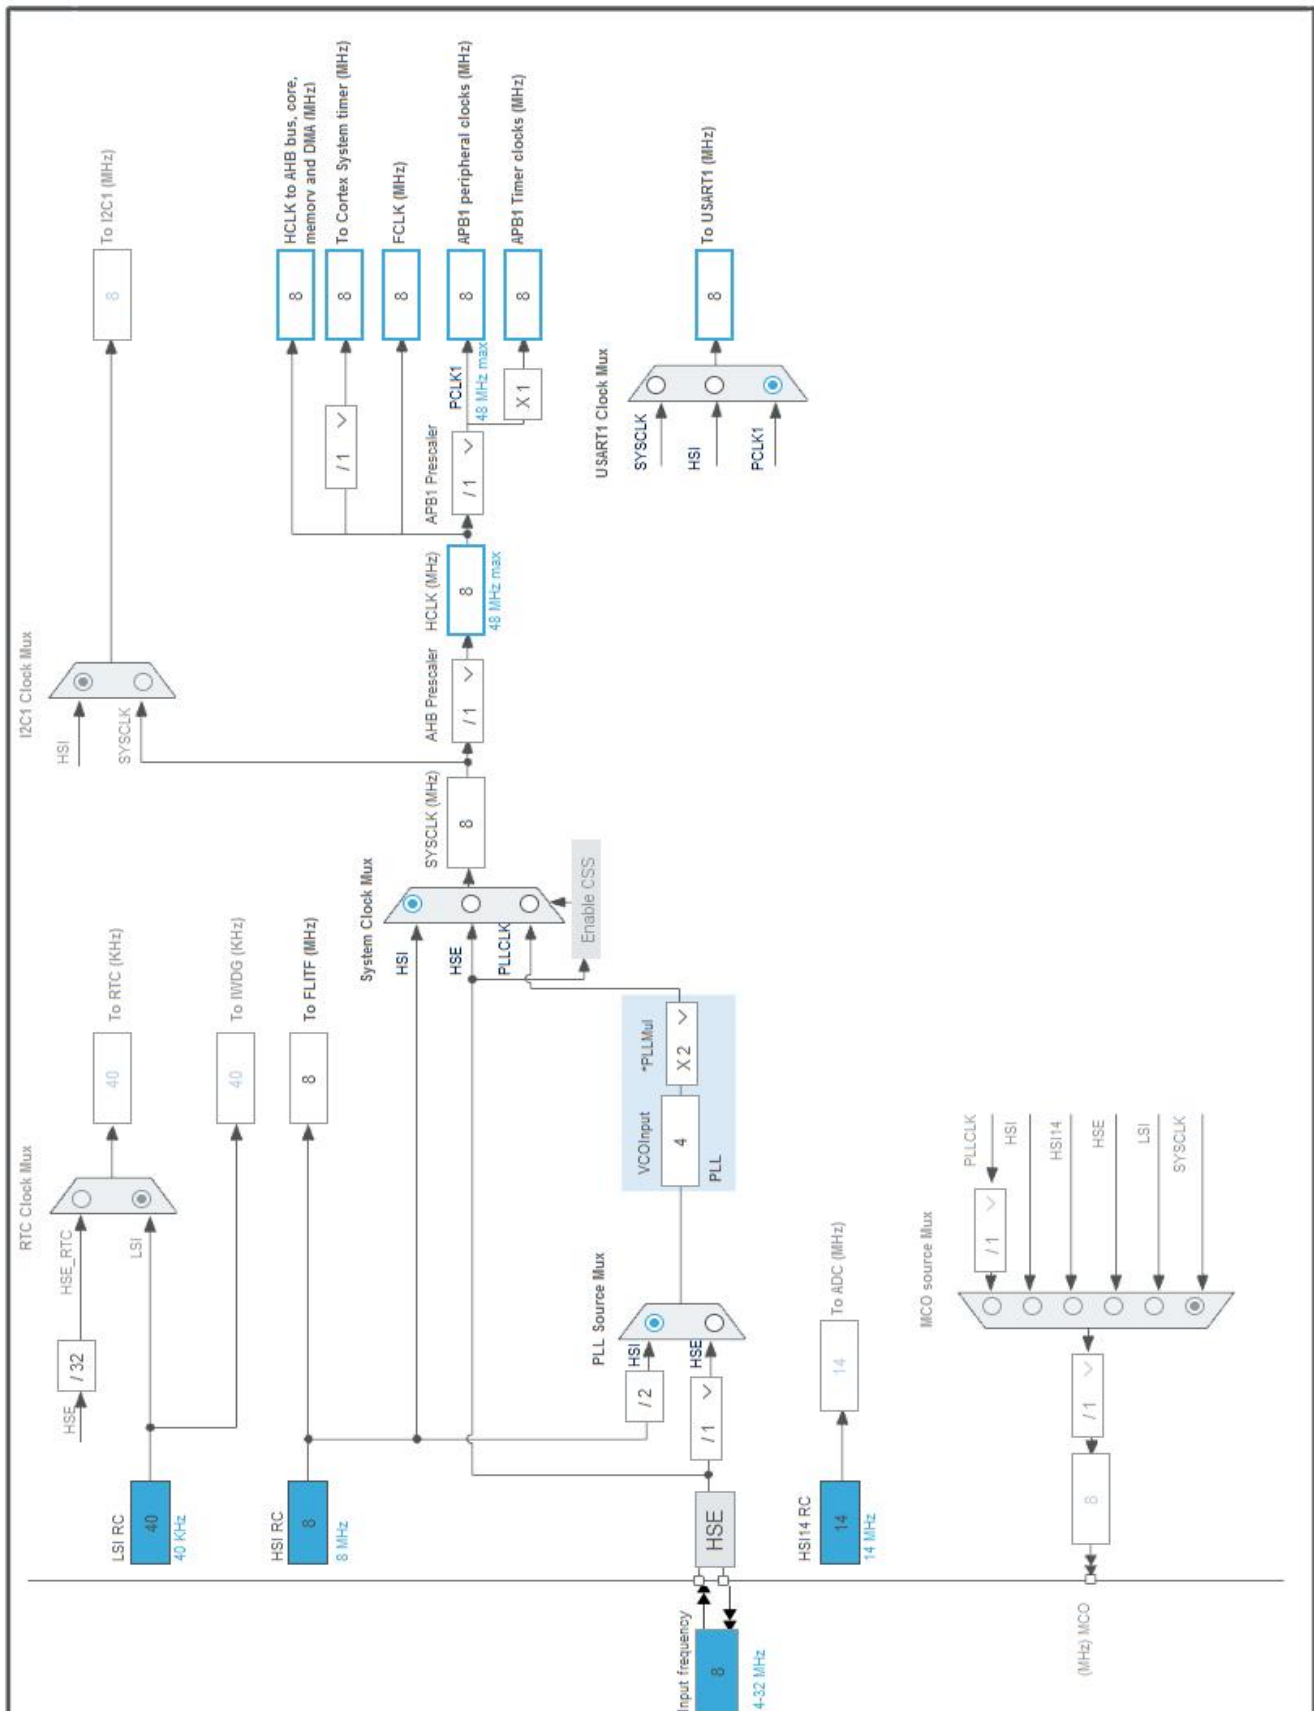 RTC Clock Mux
HSE
/ 32
HSE_RTC
40
To RTC (KHz)
LSI
LSI RC
40
40 KHz
40
To IWDG (KHz)
HSI RC
8
8 MHz
8
To FLITF (MHz)
I2C1 Clock Mux
HSI
SYSCLK
8
To I2C1 (MHz)
System Clock Mux
HSI
HSE
PLLCLK
Enable CSS
SYSCLK (MHz)
8
AHB Prescaler
/ 1
HCLK (MHz)
8
48 MHz max
APB1 Prescaler
/ 1
PCLK1
48 MHz max
X 1
/ 1
8
HCLK to AHB bus, core,
memory and DMA (MHz)
8
To Cortex System timer (MHz)
8
FCLK (MHz)
8
APB1 peripheral clocks (MHz)
8
APB1 Timer clocks (MHz)
PLL Source Mux
/ 2
HSI
HSE
/ 1
VCOInput
4
*PLLMul
X 2
PLL
Input frequency
8
4-32 MHz
HSE
USART1 Clock Mux
SYSCLK
HSI
PCLK1
8
To USART1 (MHz)
HSI14 RC
14
14 MHz
14
To ADC (MHz)
MCO source Mux
PLLCLK
/ 1
HSI
HSI14
HSE
LSI
SYSCLK
/ 1
8
(MHz) MCO